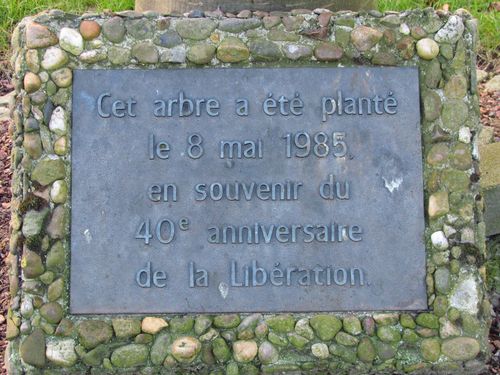 Cet arbre a été planté
le 8 mai 1985,
en souvenir du
40e anniversaire
de la Libération.